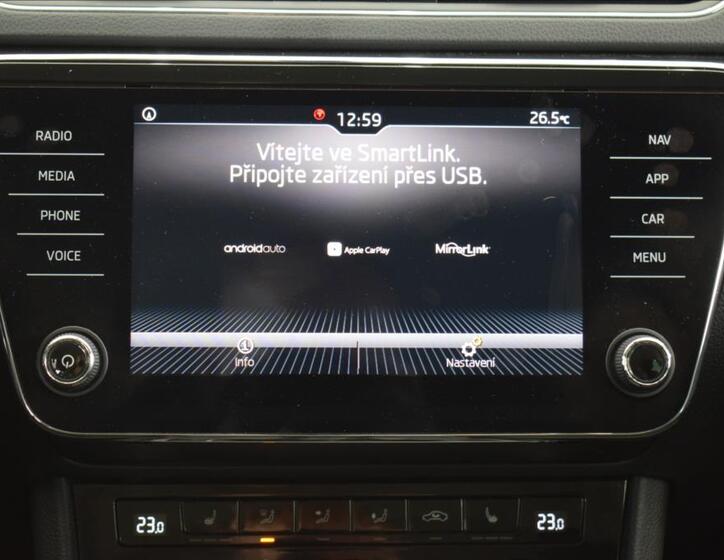 12:59
26.5°C
Vítejte ve SmartLink.
Připojte zařízení přes USB.
androidauto
Apple CarPlay
MirrorLink
Info
Nastavení
RADIO
MEDIA
PHONE
VOICE
NAV
APP
CAR
MENU
23.0
23.0